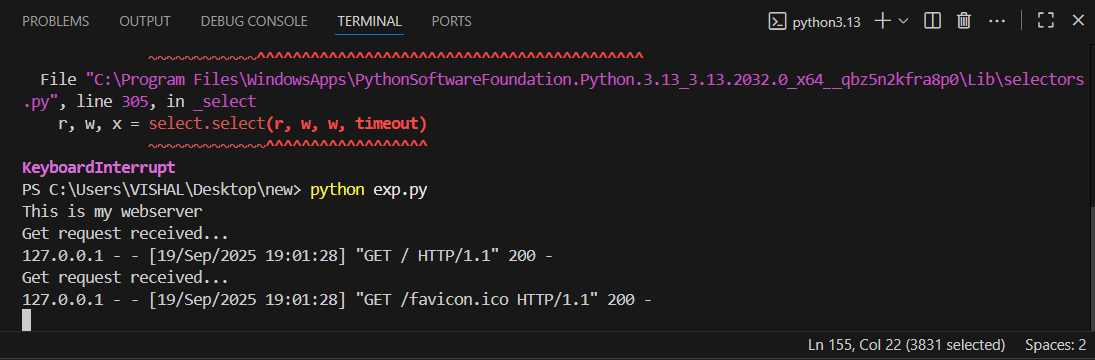 PROBLEMS OUTPUT DEBUG CONSOLE TERMINAL PORTS python3.13
~~~~~~~~~~~~~^^^^^^^^^^^^^^^^^^^^^^^^^^^^^^^^^^^^^^^^^^^
File "C:\Program Files\WindowsApps\PythonSoftwareFoundation.Python.3.13_3.13.2032.0_x64__qbz5n2kfra8p0\Lib\selectors
.py", line 305, in _select
r, w, x = select.select(r, w, w, timeout)
~~~~~~~~~~~~~^^^^^^^^^^^^^^^^^^
KeyboardInterrupt
PS C:\Users\VISHAL\Desktop\new> python exp.py
This is my webserver
Get request received...
127.0.0.1 - - [19/Sep/2025 19:01:28] "GET / HTTP/1.1" 200 -
Get request received...
127.0.0.1 - - [19/Sep/2025 19:01:28] "GET /favicon.ico HTTP/1.1" 200 -
Ln 155, Col 22 (3831 selected) Spaces: 2